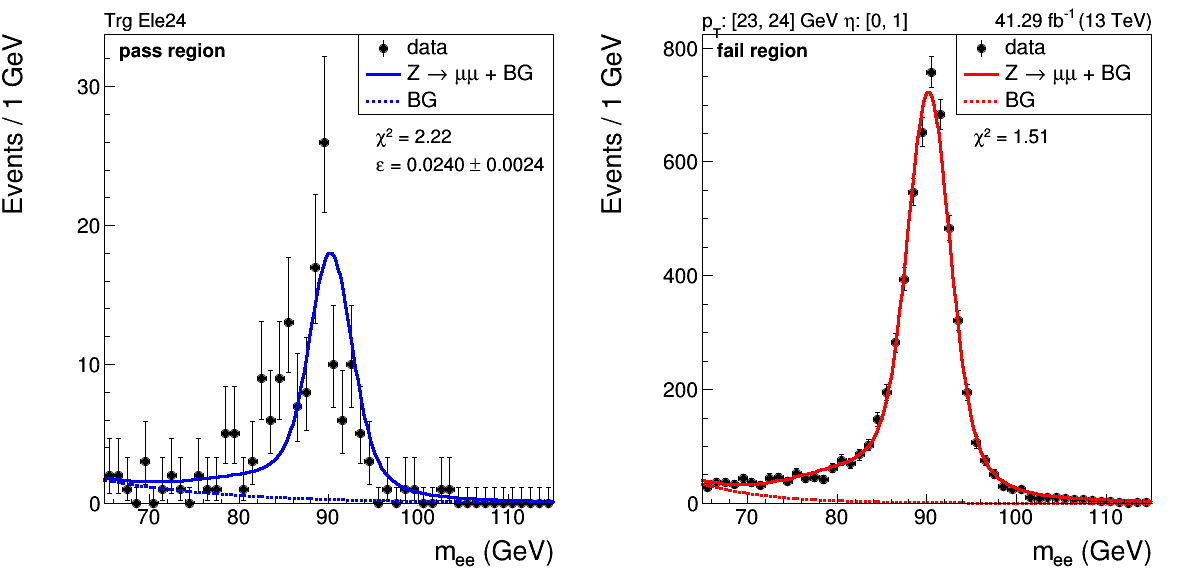 Trg Ele24
pass region
data
Z → μμ + BG
BG
χ² = 2.22
ε = 0.0240 ± 0.0024
Events / 1 GeV
30
20
10
0
70 80 90 100 110
m_ee (GeV)
p_T: [23, 24] GeV η: [0, 1] 41.29 fb⁻¹ (13 TeV)
fail region
data
Z → μμ + BG
BG
χ² = 1.51
Events / 1 GeV
800
600
400
200
0
70 80 90 100 110
m_ee (GeV)